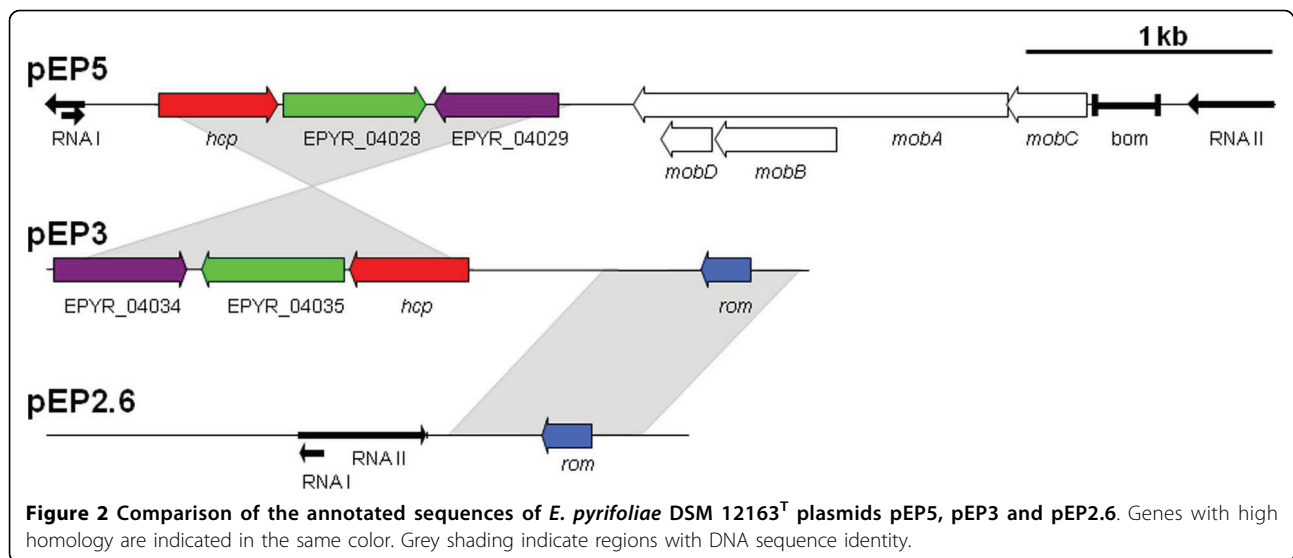 1 kb
pEP5
RNA I
hcp
EPYR_04028
EPYR_04029
mobA
mobC
bom
RNA II
mobD
mobB
pEP3
EPYR_04034
EPYR_04035
hcp
rom
pEP2.6
RNA II
RNA I
rom
Figure 2 Comparison of the annotated sequences of E. pyrifoliae DSM 12163T plasmids pEP5, pEP3 and pEP2.6. Genes with high
homology are indicated in the same color. Grey shading indicate regions with DNA sequence identity.